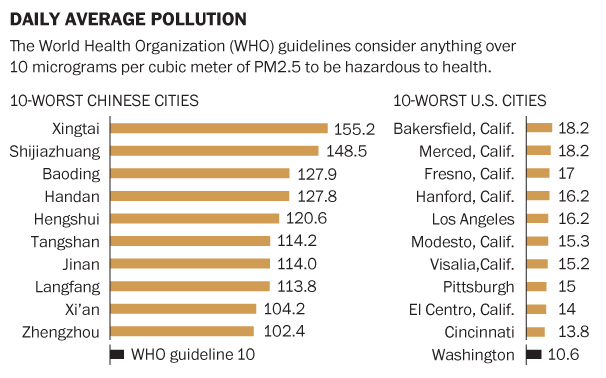 DAILY AVERAGE POLLUTION
The World Health Organization (WHO) guidelines consider anything over
10 micrograms per cubic meter of PM2.5 to be hazardous to health.
10-WORST CHINESE CITIES
Xingtai 155.2
Shijiazhuang 148.5
Baoding 127.9
Handan 127.8
Hengshui 120.6
Tangshan 114.2
Jinan 114.0
Langfang 113.8
Xi'an 104.2
Zhengzhou 102.4
WHO guideline 10
10-WORST U.S. CITIES
Bakersfield, Calif. 18.2
Merced, Calif. 18.2
Fresno, Calif. 17
Hanford, Calif. 16.2
Los Angeles 16.2
Modesto, Calif. 15.3
Visalia,Calif. 15.2
Pittsburgh 15
El Centro, Calif. 14
Cincinnati 13.8
Washington 10.6